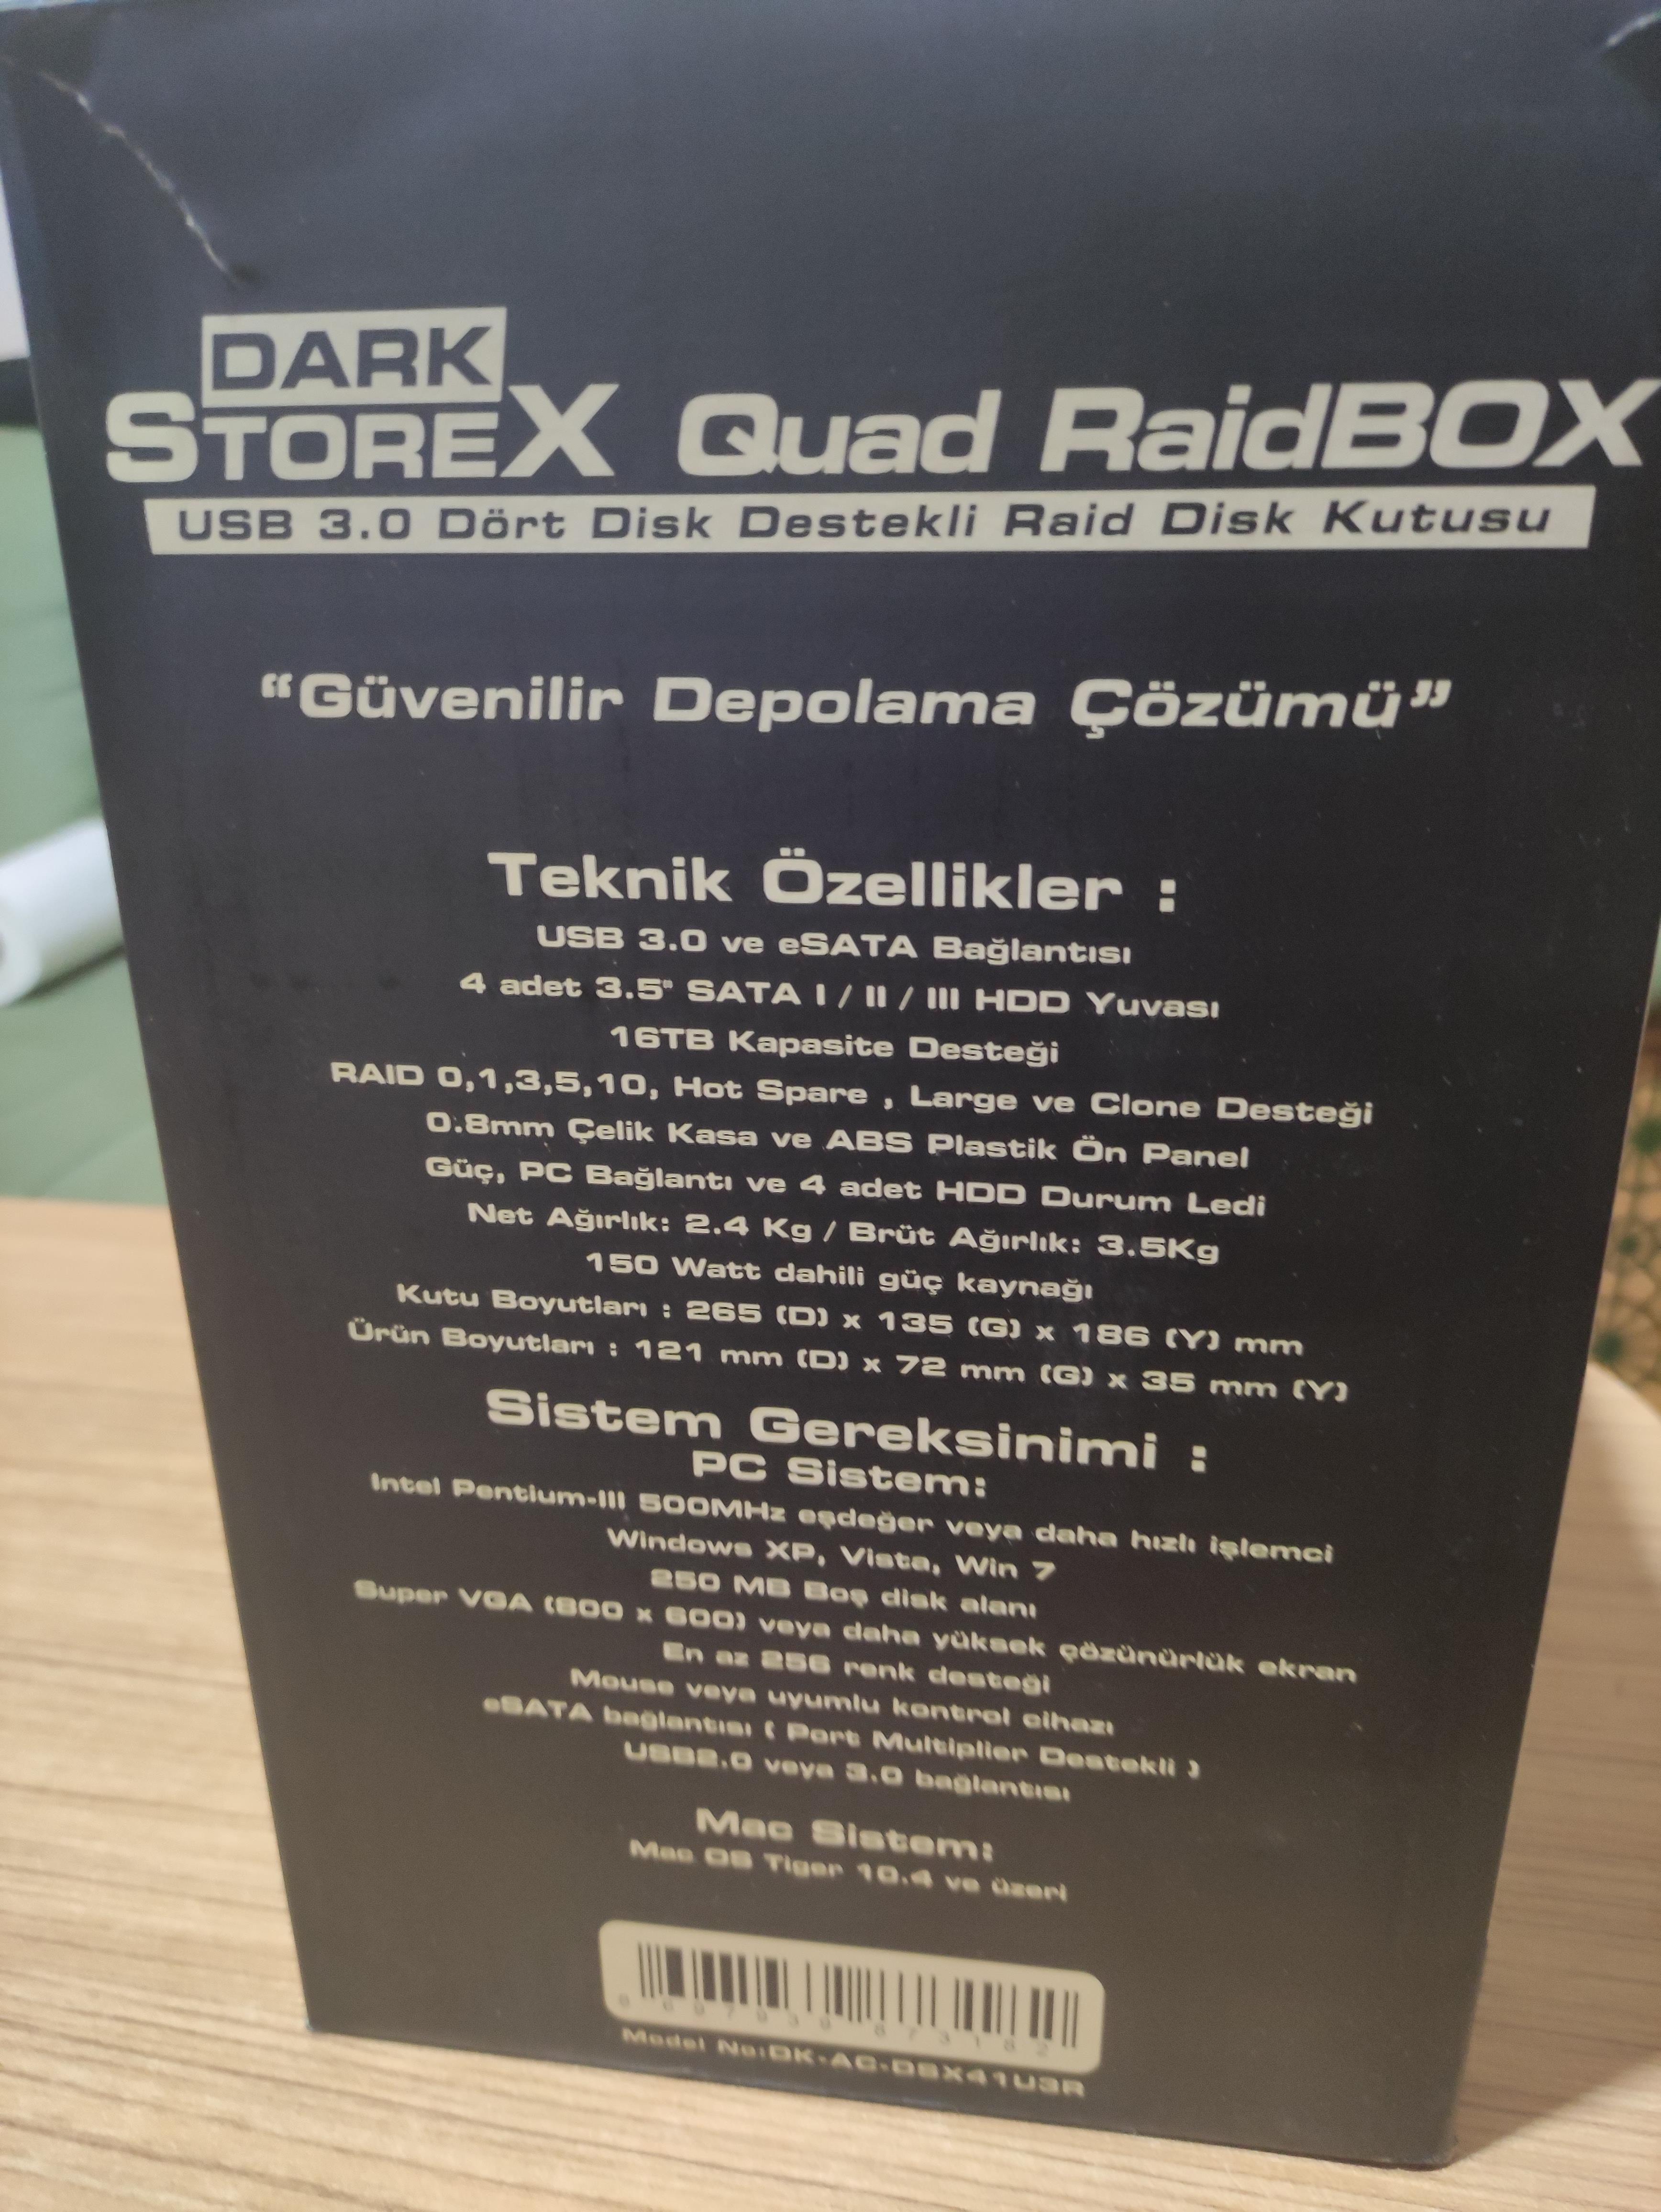 DARK
STOREX Quad RaidBOX
USB 3.0 Dört Disk Destekli Raid Disk Kutusu
“Güvenilir Depolama Çözümü”
Teknik Özellikler :
USB 3.0 ve eSATA Bağlantısı
4 adet 3.5" SATA I / II / III HDD Yuvası
16TB Kapasite Desteği
RAID 0,1,3,5,10, Hot Spare , Large ve Clone Desteği
0.8mm Çelik Kasa ve ABS Plastik Ön Panel
Güç, PC Bağlantı ve 4 adet HDD Durum Ledi
Net Ağırlık: 2.4 Kg / Brüt Ağırlık: 3.5Kg
150 Watt dahili güç kaynağı
Kutu Boyutları : 265 (D) x 135 (G) x 186 (Y) mm
Ürün Boyutları : 121 mm (D) x 72 mm (G) x 35 mm (Y)
Sistem Gereksinimi :
PC Sistem:
Intel Pentium-III 500MHz eşdeğer veya daha hızlı işlemci
Windows XP, Vista, Win 7
250 MB Boş disk alanı
Super VGA (800 x 600) veya daha yüksek çözünürlük ekran
En az 256 renk desteği
Mouse veya uyumlu kontrol cihazı
eSATA bağlantısı ( Port Multiplier Destekli )
USB2.0 veya 3.0 bağlantısı
Mac Sistem:
Mac OS Tiger 10.4 ve üzeri
Model No:DK-AC-DSX41U3R